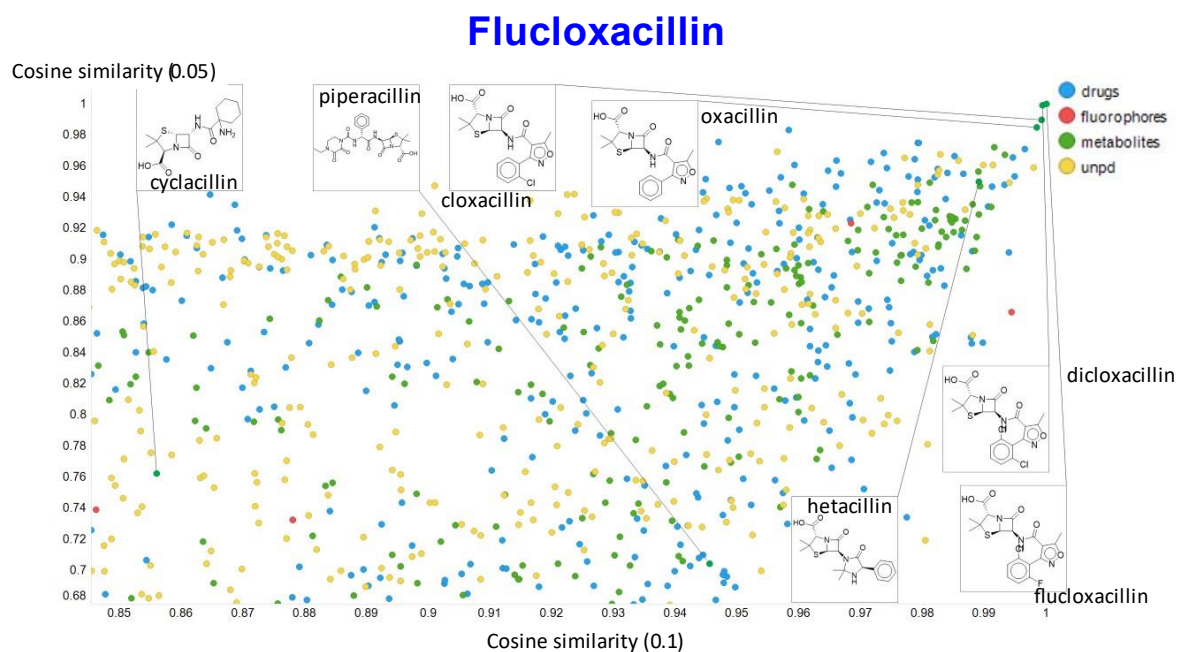 Flucloxacillin
Cosine similarity (0.05)
drugs
fluorophores
metabolites
unpd
cyclacillin
piperacillin
cloxacillin
oxacillin
dicloxacillin
hetacillin
flucloxacillin
1
0.98
0.96
0.94
0.92
0.9
0.88
0.86
0.84
0.82
0.8
0.78
0.76
0.74
0.72
0.7
0.68
0.85 0.86 0.87 0.88 0.89 0.9 0.91 0.92 0.93 0.94 0.95 0.96 0.97 0.98 0.99 1
Cosine similarity (0.1)